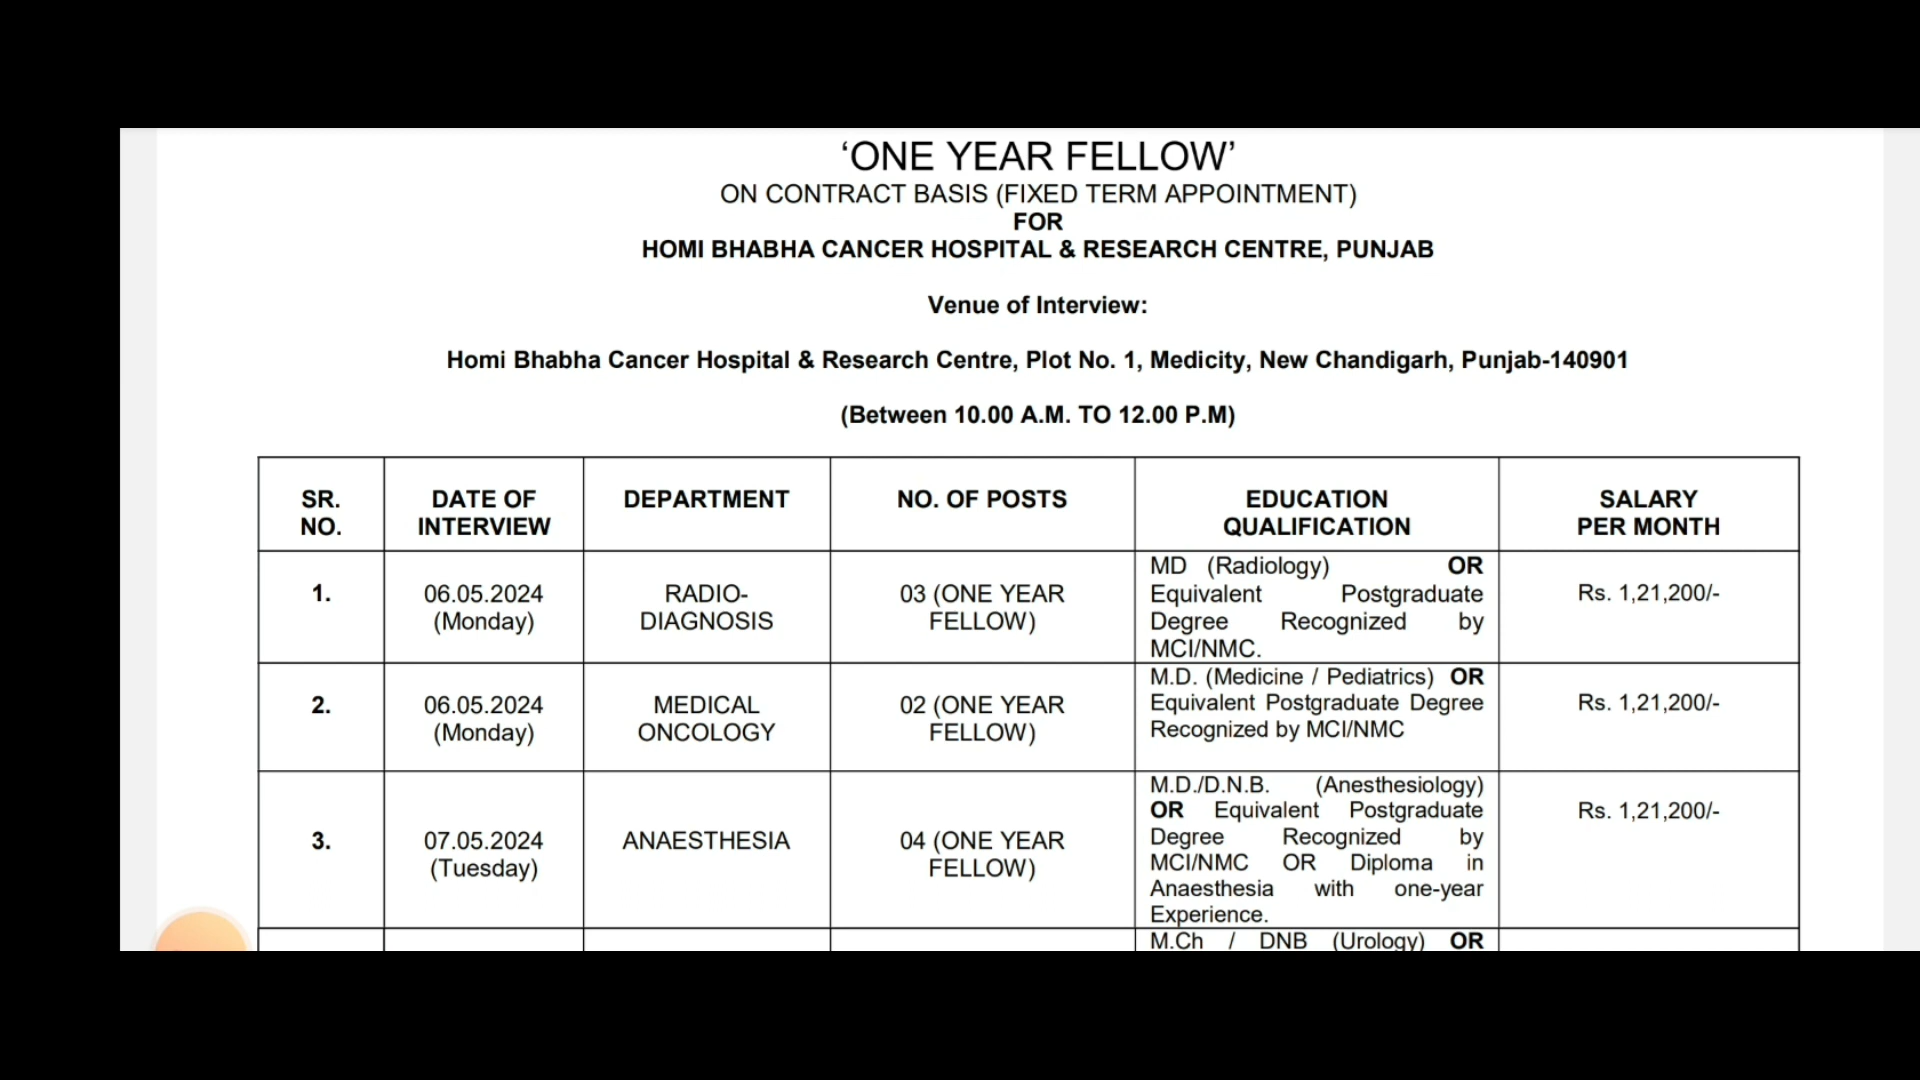 ‘ONE YEAR FELLOW’
ON CONTRACT BASIS (FIXED TERM APPOINTMENT)
FOR
HOMI BHABHA CANCER HOSPITAL & RESEARCH CENTRE, PUNJAB
Venue of Interview:
Homi Bhabha Cancer Hospital & Research Centre, Plot No. 1, Medicity, New Chandigarh, Punjab-140901
(Between 10.00 A.M. TO 12.00 P.M)
SR.
NO.
DATE OF
INTERVIEW
DEPARTMENT
NO. OF POSTS
EDUCATION
QUALIFICATION
SALARY
PER MONTH
1.
06.05.2024
(Monday)
RADIO-
DIAGNOSIS
03 (ONE YEAR
FELLOW)
MD (Radiology) OR
Equivalent Postgraduate
Degree Recognized by
MCI/NMC.
Rs. 1,21,200/-
2.
06.05.2024
(Monday)
MEDICAL
ONCOLOGY
02 (ONE YEAR
FELLOW)
M.D. (Medicine / Pediatrics) OR
Equivalent Postgraduate Degree
Recognized by MCI/NMC
Rs. 1,21,200/-
3.
07.05.2024
(Tuesday)
ANAESTHESIA
04 (ONE YEAR
FELLOW)
M.D./D.N.B. (Anesthesiology)
OR Equivalent Postgraduate
Degree Recognized by
MCI/NMC OR Diploma in
Anaesthesia with one-year
Experience.
Rs. 1,21,200/-
M.Ch / DNB (Urology) OR